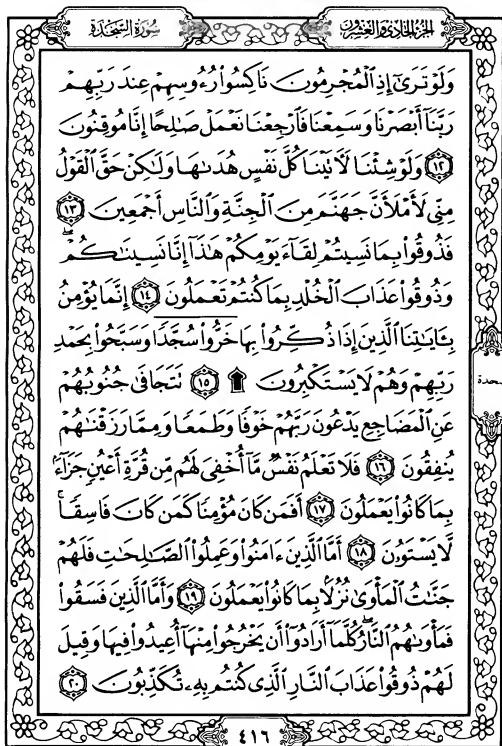 الجزء الحادي والعشرون
سورة السجدة
وَلَوْ تَرَىٰٓ إِذِ ٱلْمُجْرِمُونَ نَاكِسُوا۟ رُءُوسِهِمْ عِندَ رَبِّهِمْ
رَبَّنَآ أَبْصَرْنَا وَسَمِعْنَا فَٱرْجِعْنَا نَعْمَلْ صَـٰلِحًا إِنَّا مُوقِنُونَ
١٢ وَلَوْ شِئْنَا لَـَٔاتَيْنَا كُلَّ نَفْسٍ هُدَىٰهَا وَلَـٰكِنْ حَقَّ ٱلْقَوْلُ
مِنِّى لَأَمْلَأَنَّ جَهَنَّمَ مِنَ ٱلْجِنَّةِ وَٱلنَّاسِ أَجْمَعِينَ ١٣
فَذُوقُوا۟ بِمَا نَسِيتُمْ لِقَآءَ يَوْمِكُمْ هَـٰذَآ إِنَّا نَسِينَـٰكُمْ ۖ
وَذُوقُوا۟ عَذَابَ ٱلْخُلْدِ بِمَا كُنتُمْ تَعْمَلُونَ ١٤ إِنَّمَا يُؤْمِنُ
بِـَٔايَـٰتِنَا ٱلَّذِينَ إِذَا ذُكِّرُوا۟ بِهَا خَرُّوا۟ سُجَّدًا وَسَبَّحُوا۟ بِحَمْدِ
رَبِّهِمْ وَهُمْ لَا يَسْتَكْبِرُونَ ۩ ١٥ تَتَجَافَىٰ جُنُوبُهُمْ
عَنِ ٱلْمَضَاجِعِ يَدْعُونَ رَبَّهُمْ خَوْفًا وَطَمَعًا وَمِمَّا رَزَقْنَـٰهُمْ
يُنفِقُونَ ١٦ فَلَا تَعْلَمُ نَفْسٌ مَّآ أُخْفِىَ لَهُم مِّن قُرَّةِ أَعْيُنٍ جَزَآءًۢ
بِمَا كَانُوا۟ يَعْمَلُونَ ١٧ أَفَمَن كَانَ مُؤْمِنًا كَمَن كَانَ فَاسِقًا ۚ
لَّا يَسْتَوُۥنَ ١٨ أَمَّا ٱلَّذِينَ ءَامَنُوا۟ وَعَمِلُوا۟ ٱلصَّـٰلِحَـٰتِ فَلَهُمْ
جَنَّـٰتُ ٱلْمَأْوَىٰ نُزُلًۢا بِمَا كَانُوا۟ يَعْمَلُونَ ١٩ وَأَمَّا ٱلَّذِينَ فَسَقُوا۟
فَمَأْوَىٰهُمُ ٱلنَّارُ ۖ كُلَّمَآ أَرَادُوٓا۟ أَن يَخْرُجُوا۟ مِنْهَآ أُعِيدُوا۟ فِيهَا وَقِيلَ
لَهُمْ ذُوقُوا۟ عَذَابَ ٱلنَّارِ ٱلَّذِى كُنتُم بِهِۦ تُكَذِّبُونَ ٢٠
٤١٦